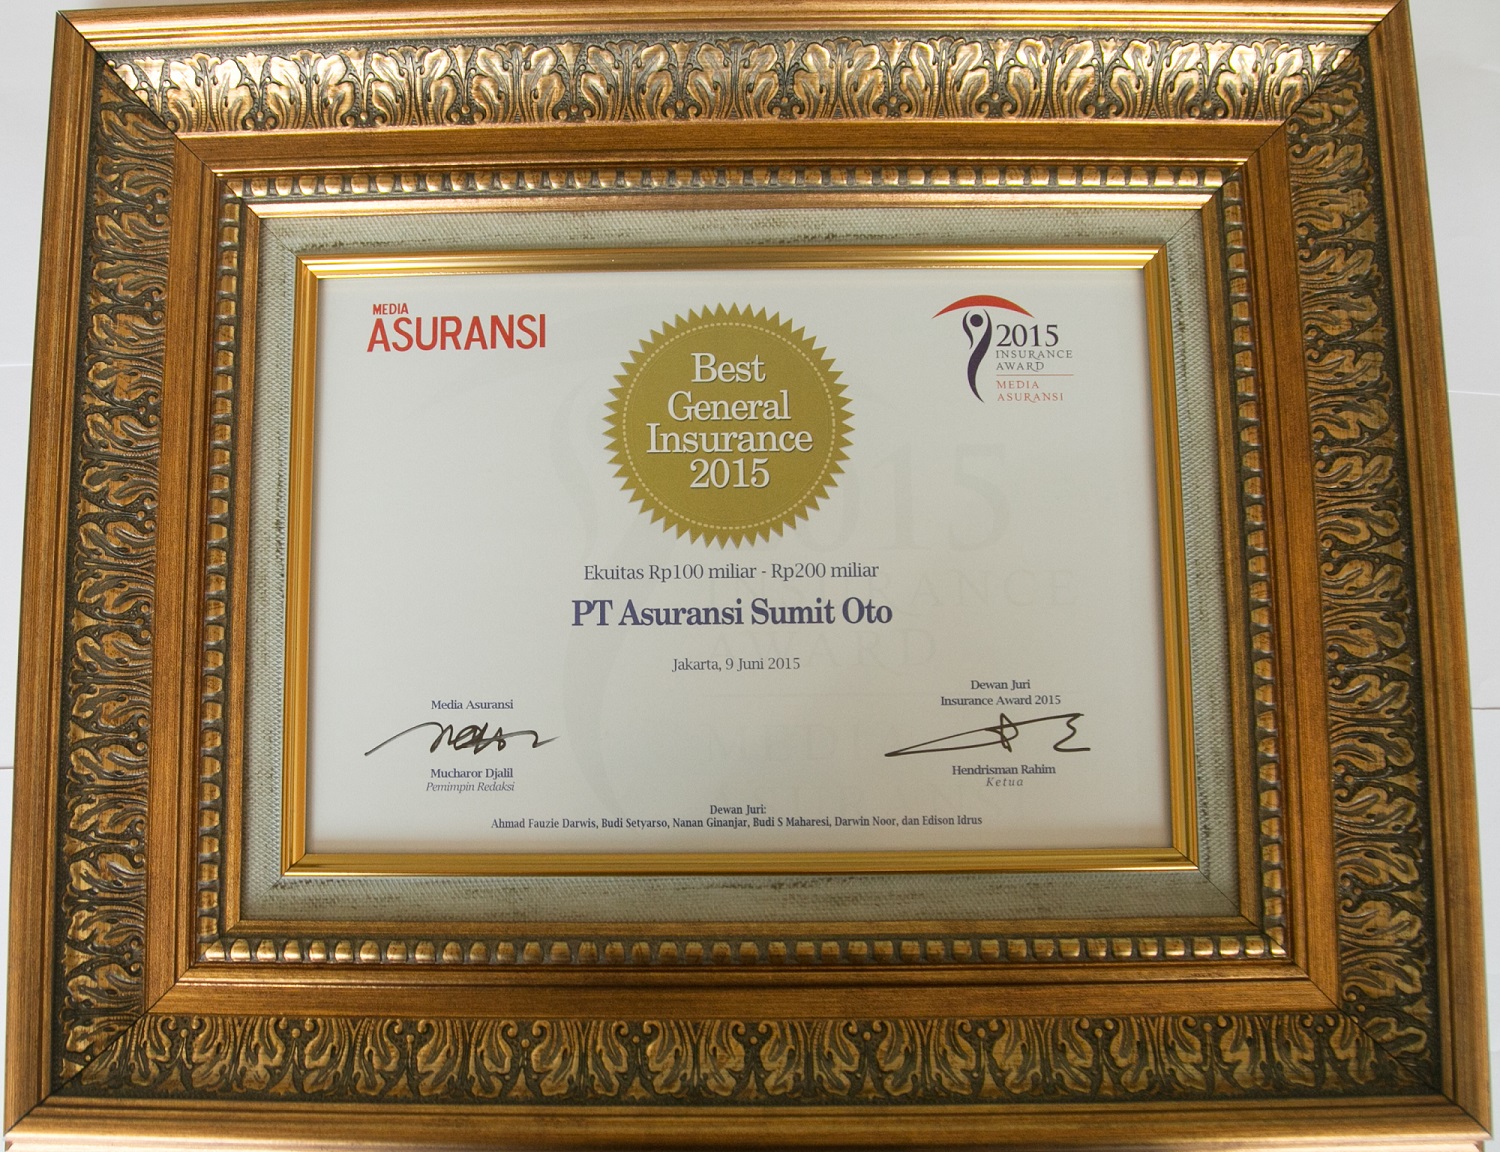 MEDIA
ASURANSI
Best
General
Insurance
2015
2015
INSURANCE
AWARD
MEDIA
ASURANSI
Ekuitas Rp100 miliar - Rp200 miliar
PT Asuransi Sumit Oto
Jakarta, 9 Juni 2015
Media Asuransi
Mucharor Djalil
Pemimpin Redaksi
Dewan Juri
Insurance Award 2015
Hendrisman Rahim
Ketua
Dewan Juri:
Ahmad Fauzie Darwis, Budi Setyarso, Nanan Ginanjar, Budi S Maharesi, Darwin Noor, dan Edison Idrus